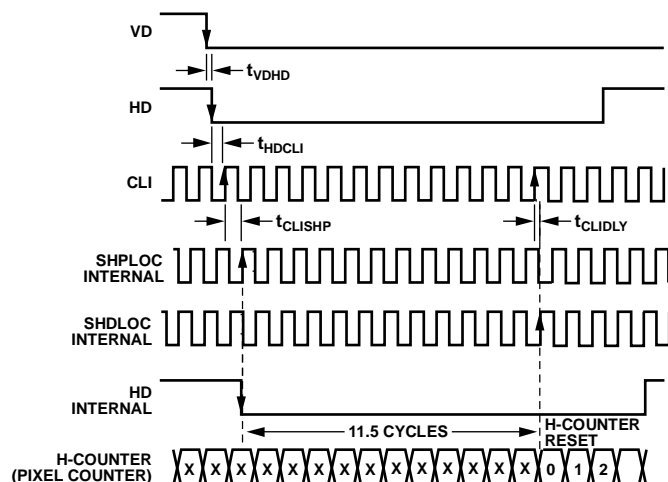 VD
tVDHD
HD
tHDCLI
CLI
tCLISHP
tCLIDLY
SHPLOC
INTERNAL
SHDLOC
INTERNAL
HD
INTERNAL
11.5 CYCLES
H-COUNTER
RESET
H-COUNTER
(PIXEL COUNTER)
X X X X X X X X X X X X X X 0 1 2